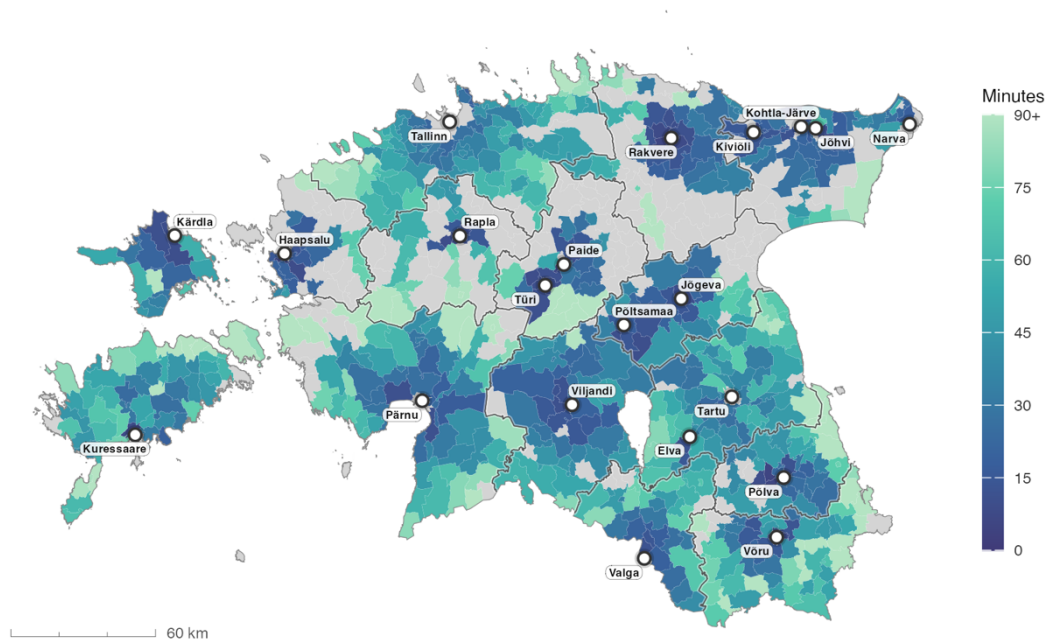 Minutes
90+
75
60
45
30
15
0
Tallinn
Rakvere
Kiviõli
Kohtla-Järve
Jõhvi
Narva
Kärdla
Haapsalu
Rapla
Paide
Türi
Jõgeva
Põltsamaa
Pärnu
Viljandi
Tartu
Elva
Kuressaare
Põlva
Võru
Valga
60 km